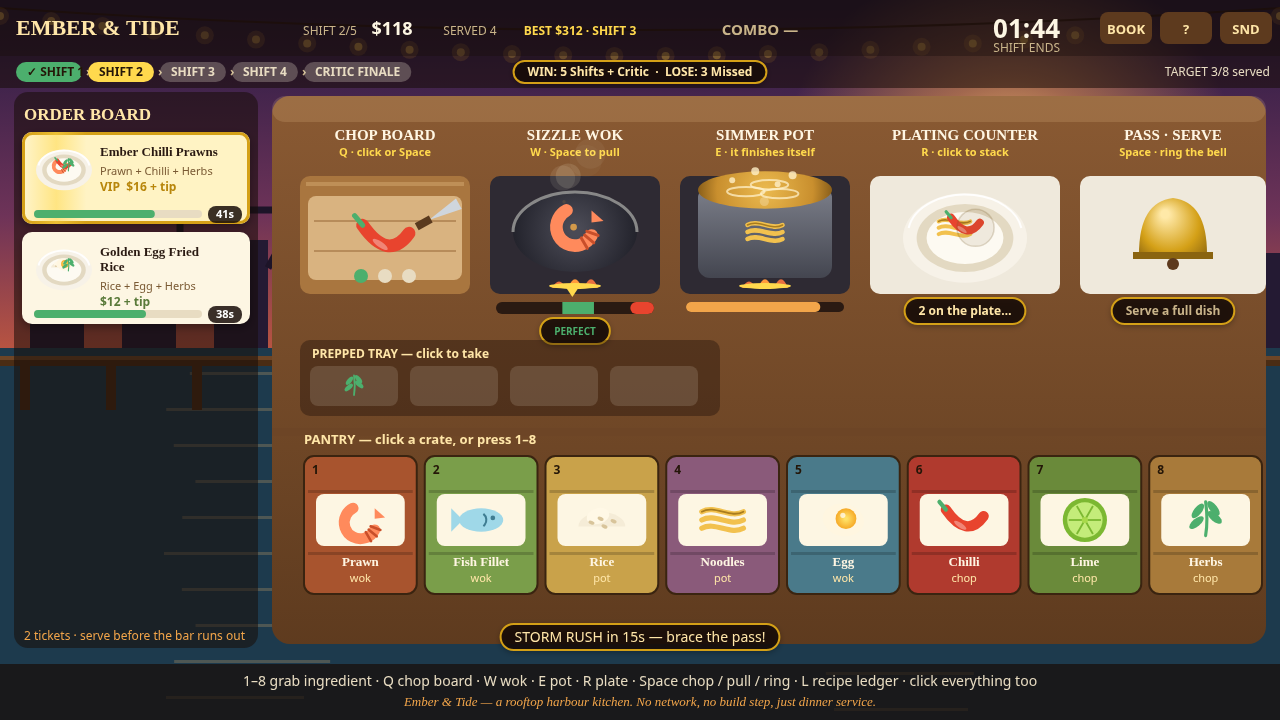 EMBER & TIDE
SHIFT 2/5 $118 SERVED 4 BEST $312 · SHIFT 3 COMBO — 01:44 SHIFT ENDS
BOOK ? SND
✓ SHIFT › SHIFT 2 › SHIFT 3 › SHIFT 4 › CRITIC FINALE
WIN: 5 Shifts + Critic · LOSE: 3 Missed
TARGET 3/8 served
ORDER BOARD
Ember Chilli Prawns
Prawn + Chilli + Herbs
VIP $16 + tip
41s
Golden Egg Fried
Rice
Rice + Egg + Herbs
$12 + tip
38s
2 tickets · serve before the bar runs out
CHOP BOARD
Q · click or Space
SIZZLE WOK
W · Space to pull
PERFECT
SIMMER POT
E · it finishes itself
PLATING COUNTER
R · click to stack
2 on the plate…
PASS · SERVE
Space · ring the bell
Serve a full dish
PREPPED TRAY — click to take
PANTRY — click a crate, or press 1–8
1
Prawn
wok
2
Fish Fillet
wok
3
Rice
pot
4
Noodles
pot
5
Egg
wok
6
Chilli
chop
7
Lime
chop
8
Herbs
chop
STORM RUSH in 15s — brace the pass!
1–8 grab ingredient · Q chop board · W wok · E pot · R plate · Space chop / pull / ring · L recipe ledger · click everything too
Ember & Tide — a rooftop harbour kitchen. No network, no build step, just dinner service.